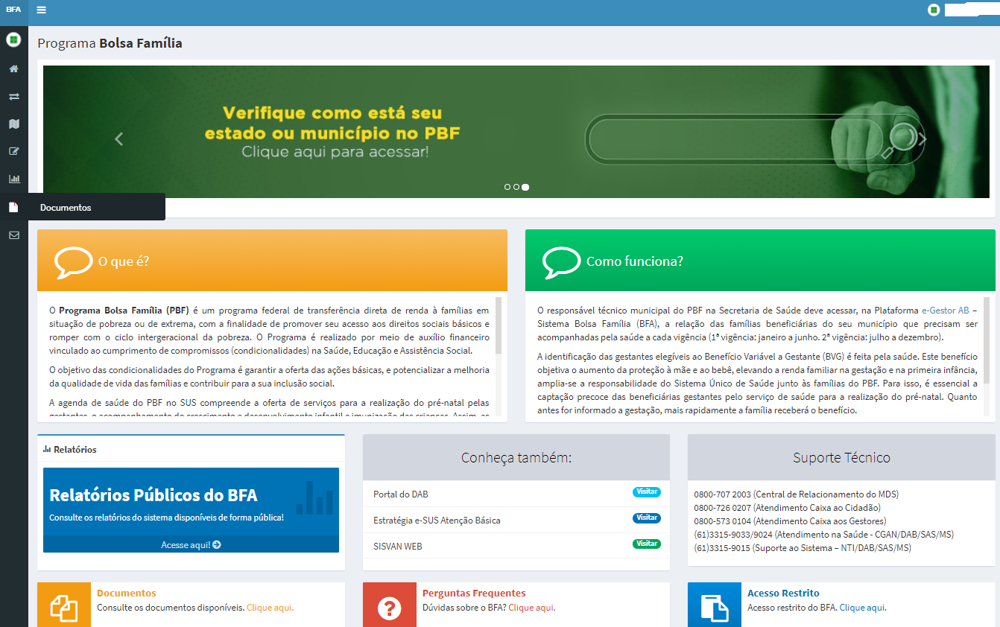 BFA
Programa Bolsa Família
Verifique como está seu
estado ou município no PBF
Clique aqui para acessar!
Documentos
O que é?
O Programa Bolsa Família (PBF) é um programa federal de transferência direta de renda à famílias em
situação de pobreza ou de extrema, com a finalidade de promover seu acesso aos direitos sociais básicos e
romper com o ciclo intergeracional da pobreza. O Programa é realizado por meio de auxílio financeiro
vinculado ao cumprimento de compromissos (condicionalidades) na Saúde, Educação e Assistência Social.
O objetivo das condicionalidades do Programa é garantir a oferta das ações básicas, e potencializar a melhoria
da qualidade de vida das famílias e contribuir para a sua inclusão social.
A agenda de saúde do PBF no SUS compreende a oferta de serviços para a realização do pré-natal pelas
gestantes, o acompanhamento do crescimento e desenvolvimento infantil e imunização das crianças. Assim, as
Como funciona?
O responsável técnico municipal do PBF na Secretaria de Saúde deve acessar, na Plataforma e-Gestor AB –
Sistema Bolsa Família (BFA), a relação das famílias beneficiárias do seu município que precisam ser
acompanhadas pela saúde a cada vigência (1ª vigência: janeiro a junho. 2ª vigência: julho a dezembro).
A identificação das gestantes elegíveis ao Benefício Variável a Gestante (BVG) é feita pela saúde. Este benefício
objetiva o aumento da proteção à mãe e ao bebê, elevando a renda familiar na gestação e na primeira infância,
amplia-se a responsabilidade do Sistema Único de Saúde junto às famílias do PBF. Para isso, é essencial a
captação precoce das beneficiárias gestantes pelo serviço de saúde para a realização do pré-natal. Quanto
antes for informado a gestação, mais rapidamente a família receberá o benefício.
Relatórios
Relatórios Públicos do BFA
Consulte os relatórios do sistema disponíveis de forma pública!
Acesse aqui!
Conheça também:
Portal do DAB Visitar
Estratégia e-SUS Atenção Básica Visitar
SISVAN WEB Visitar
Suporte Técnico
0800-707 2003 (Central de Relacionamento do MDS)
0800-726 0207 (Atendimento Caixa ao Cidadão)
0800-573 0104 (Atendimento Caixa aos Gestores)
(61)3315-9033/9024 (Atendimento na Saúde - CGAN/DAB/SAS/MS)
(61)3315-9015 (Suporte ao Sistema – NTI/DAB/SAS/MS)
Documentos
Consulte os documentos disponíveis. Clique aqui.
Perguntas Frequentes
Dúvidas sobre o BFA? Clique aqui.
Acesso Restrito
Acesso restrito do BFA. Clique aqui.